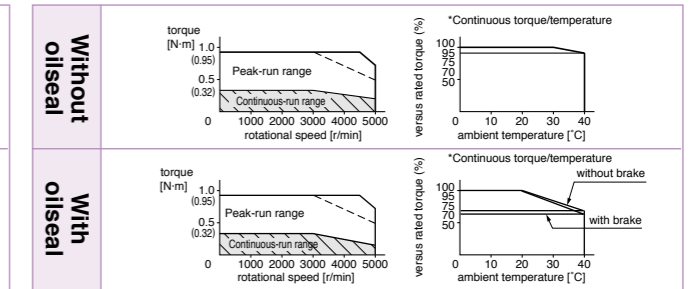 Without
oilseal
torque
[N·m]
1.0
(0.95)
0.5
(0.32)
Peak-run range
Continuous-run range
0 1000 2000 3000 4000 5000
rotational speed [r/min]
*Continuous torque/temperature
versus rated torque (%)
100
95
75
70
50
0 10 20 30 40
ambient temperature [˚C]
With
oilseal
torque
[N·m]
1.0
(0.95)
0.5
(0.32)
Peak-run range
Continuous-run range
0 1000 2000 3000 4000 5000
rotational speed [r/min]
*Continuous torque/temperature
without brake
with brake
versus rated torque (%)
100
95
75
70
50
0 10 20 30 40
ambient temperature [˚C]